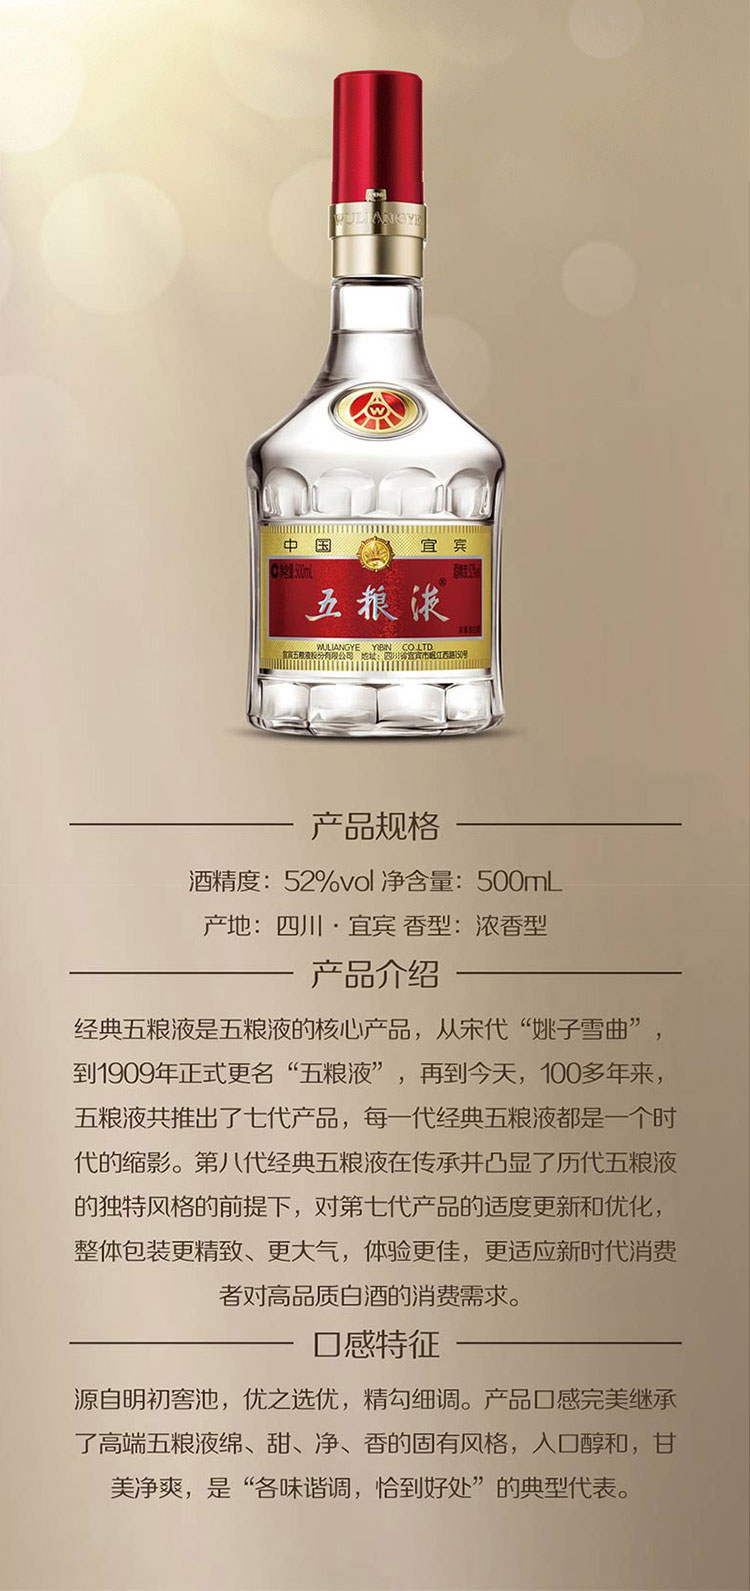 WULIANGYE
W
中国 宜宾
净含量:500mL 酒精度:52%vol
五粮液®
WULIANGYE YIBIN CO.,LTD.
宜宾五粮液股份有限公司 地址:四川省宜宾市岷江西路150号
产品规格
酒精度：52%vol 净含量：500mL
产地：四川·宜宾 香型：浓香型
产品介绍
经典五粮液是五粮液的核心产品，从宋代“姚子雪曲”，
到1909年正式更名“五粮液”，再到今天，100多年来，
五粮液共推出了七代产品，每一代经典五粮液都是一个时
代的缩影。第八代经典五粮液在传承并凸显了历代五粮液
的独特风格的前提下，对第七代产品的适度更新和优化，
整体包装更精致、更大气，体验更佳，更适应新时代消费
者对高品质白酒的消费需求。
口感特征
源自明初窖池，优之选优，精勾细调。产品口感完美继承
了高端五粮液绵、甜、净、香的固有风格，入口醇和，甘
美净爽，是“各味谐调，恰到好处”的典型代表。